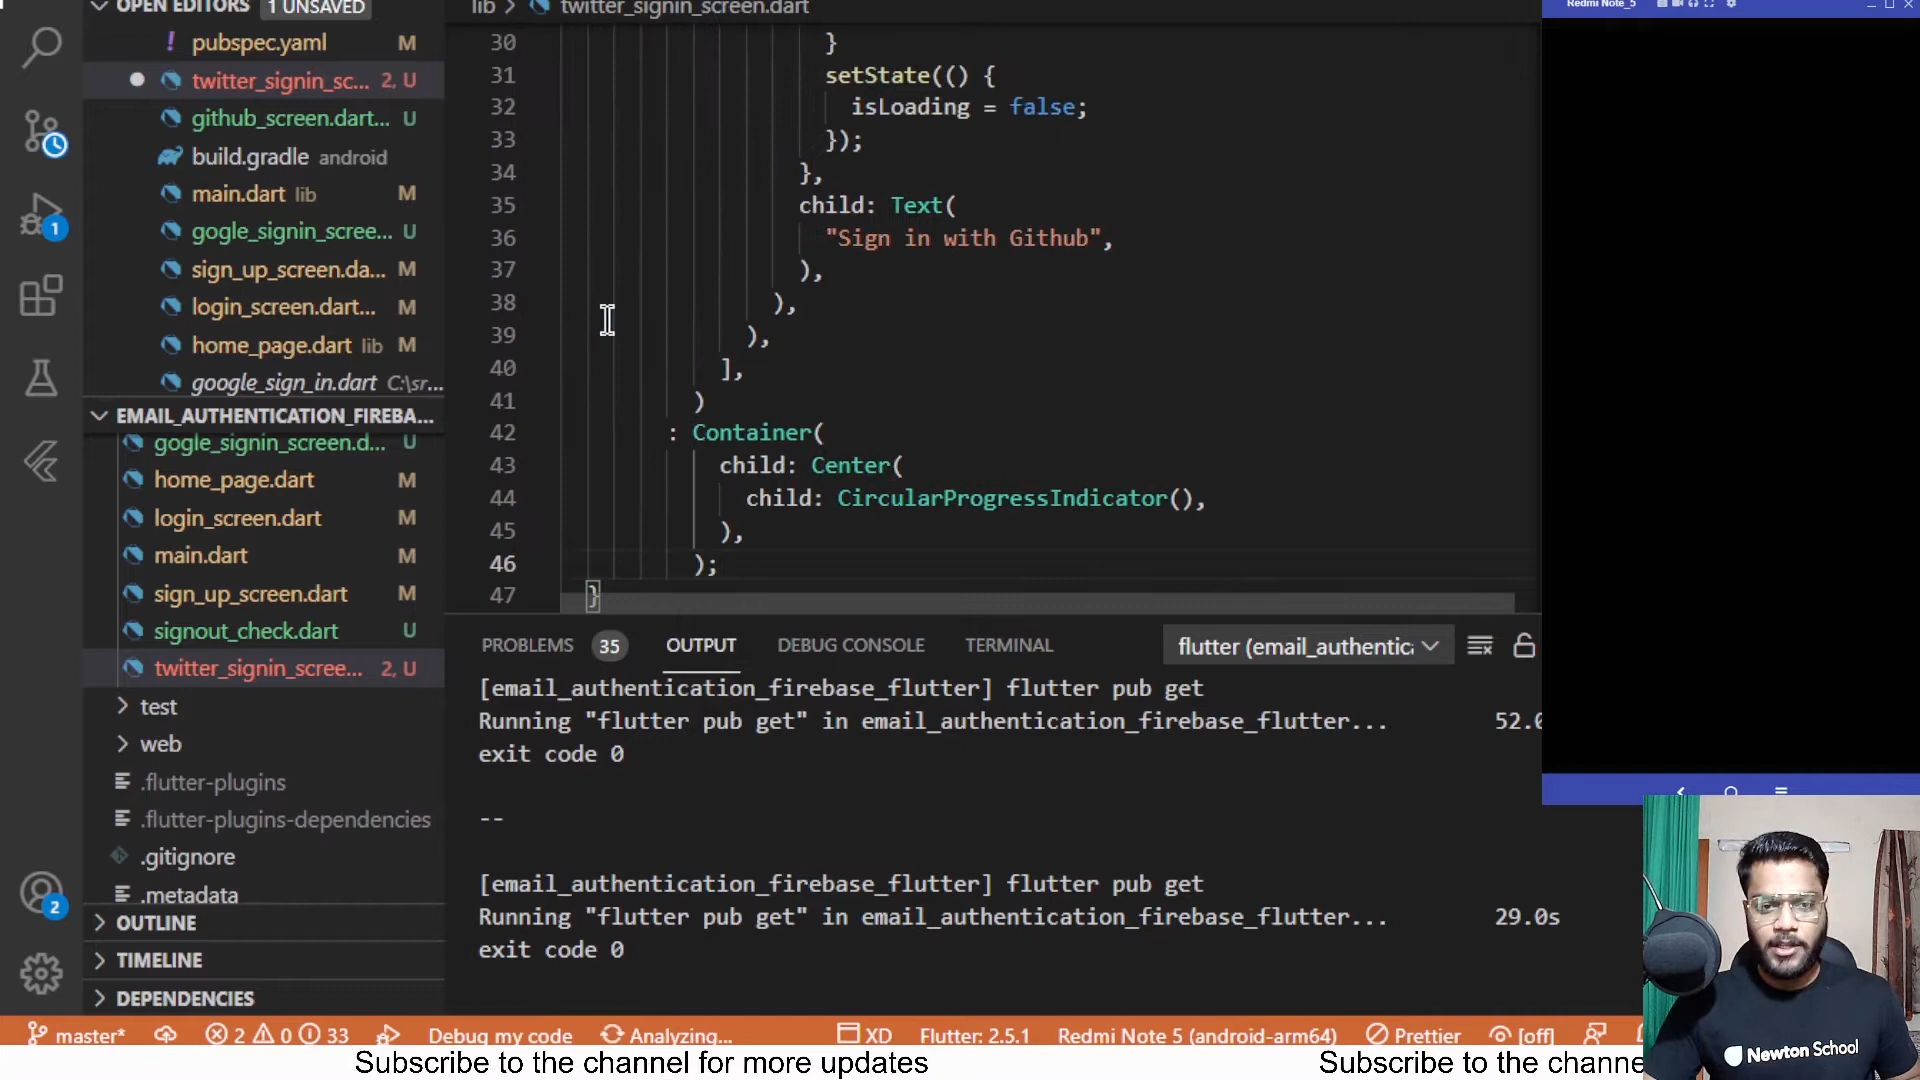 OPEN EDITORS 1 UNSAVED
! pubspec.yaml M
twitter_signin_sc... 2, U
github_screen.dart... U
build.gradle android
main.dart lib M
gogle_signin_scree... U
sign_up_screen.da... M
login_screen.dart... M
home_page.dart lib M
google_sign_in.dart C:\sr...
EMAIL_AUTHENTICATION_FIREBA...
gogle_signin_screen.d... U
home_page.dart M
login_screen.dart M
main.dart M
sign_up_screen.dart M
signout_check.dart U
twitter_signin_scree... 2, U
test
web
.flutter-plugins
.flutter-plugins-dependencies
.gitignore
.metadata
OUTLINE
TIMELINE
DEPENDENCIES
1
2
lib > twitter_signin_screen.dart
30 }
31 setState(() {
32 isLoading = false;
33 });
34 },
35 child: Text(
36 "Sign in with Github",
37 ),
38 ),
39 ),
40 ],
41 )
42 : Container(
43 child: Center(
44 child: CircularProgressIndicator(),
45 ),
46 );
47 }
PROBLEMS 35 OUTPUT DEBUG CONSOLE TERMINAL flutter (email_authentica
[email_authentication_firebase_flutter] flutter pub get
Running "flutter pub get" in email_authentication_firebase_flutter... 52.0
exit code 0
--
[email_authentication_firebase_flutter] flutter pub get
Running "flutter pub get" in email_authentication_firebase_flutter... 29.0s
exit code 0
Redmi Note_5
Newton School
master* 2 0 33 Debug my code Analyzing... XD Flutter: 2.5.1 Redmi Note 5 (android-arm64) Prettier [off]
Subscribe to the channel for more updates Subscribe to the channe